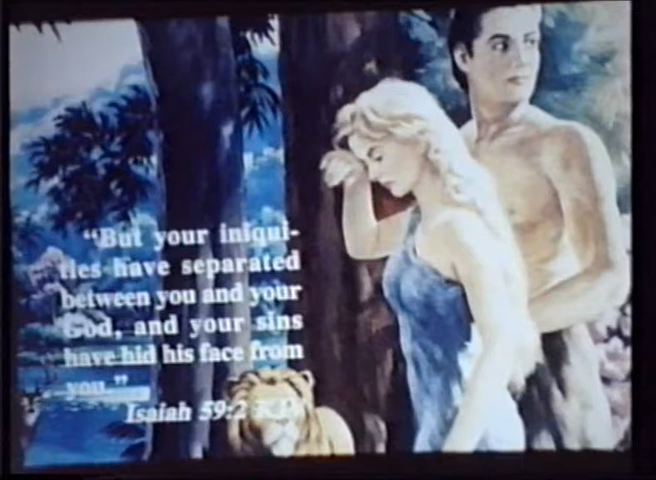 “But your iniqui-
ties have separated
between you and your
God, and your sins
have hid his face from
you.”
Isaiah 59:2